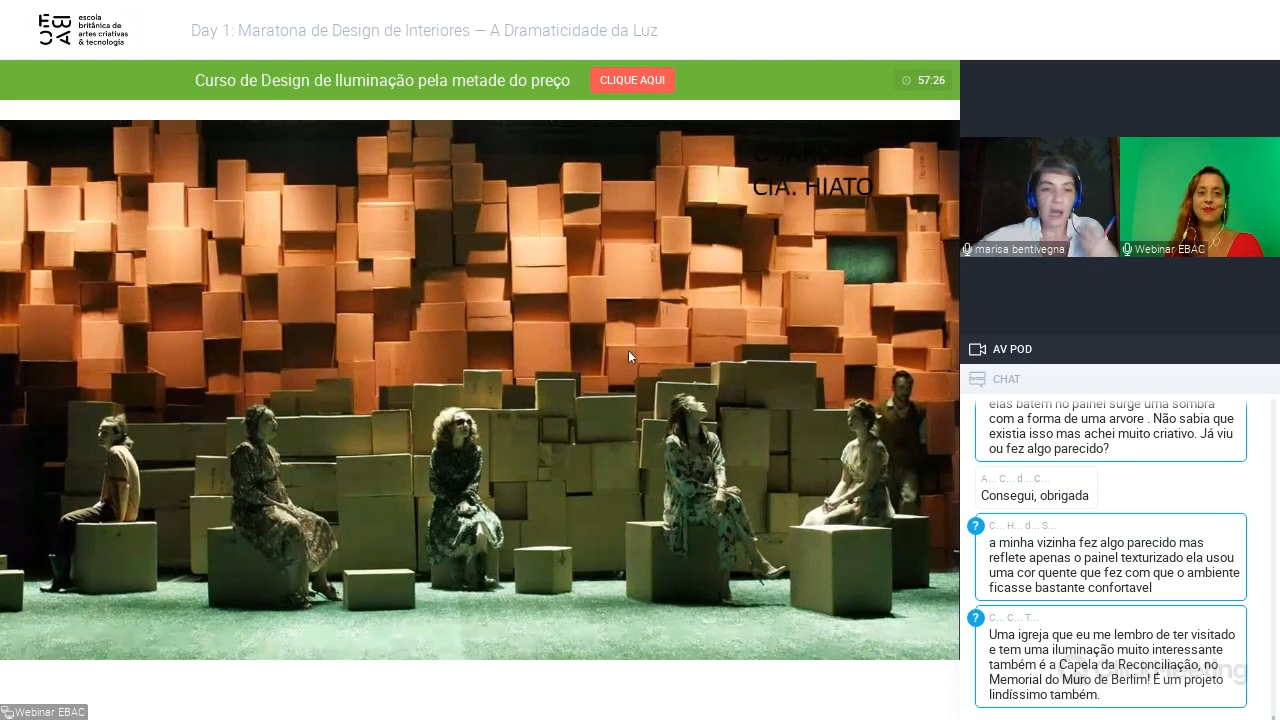 escola
britânica de
artes criativas
& tecnologia
EBAC
Day 1: Maratona de Design de Interiores — A Dramaticidade da Luz
Curso de Design de Iluminação pela metade do preço
CLIQUE AQUI
57:26
CIA. HIATO
marisa bentivegna
Webinar EBAC
AV POD
CHAT
elas batem no painel surge uma sombra
com a forma de uma arvore . Não sabia que
existia isso mas achei muito criativo. Já viu
ou fez algo parecido?
A... C... d... C...
Consegui, obrigada
? C... H... d... S...
a minha vizinha fez algo parecido mas
reflete apenas o painel texturizado ela usou
uma cor quente que fez com que o ambiente
ficasse bastante confortavel
? C... C... T...
Uma igreja que eu me lembro de ter visitado
e tem uma iluminação muito interessante
também é a Capela da Reconciliação, no
Memorial do Muro de Berlim! É um projeto
lindíssimo também.
Webinar EBAC